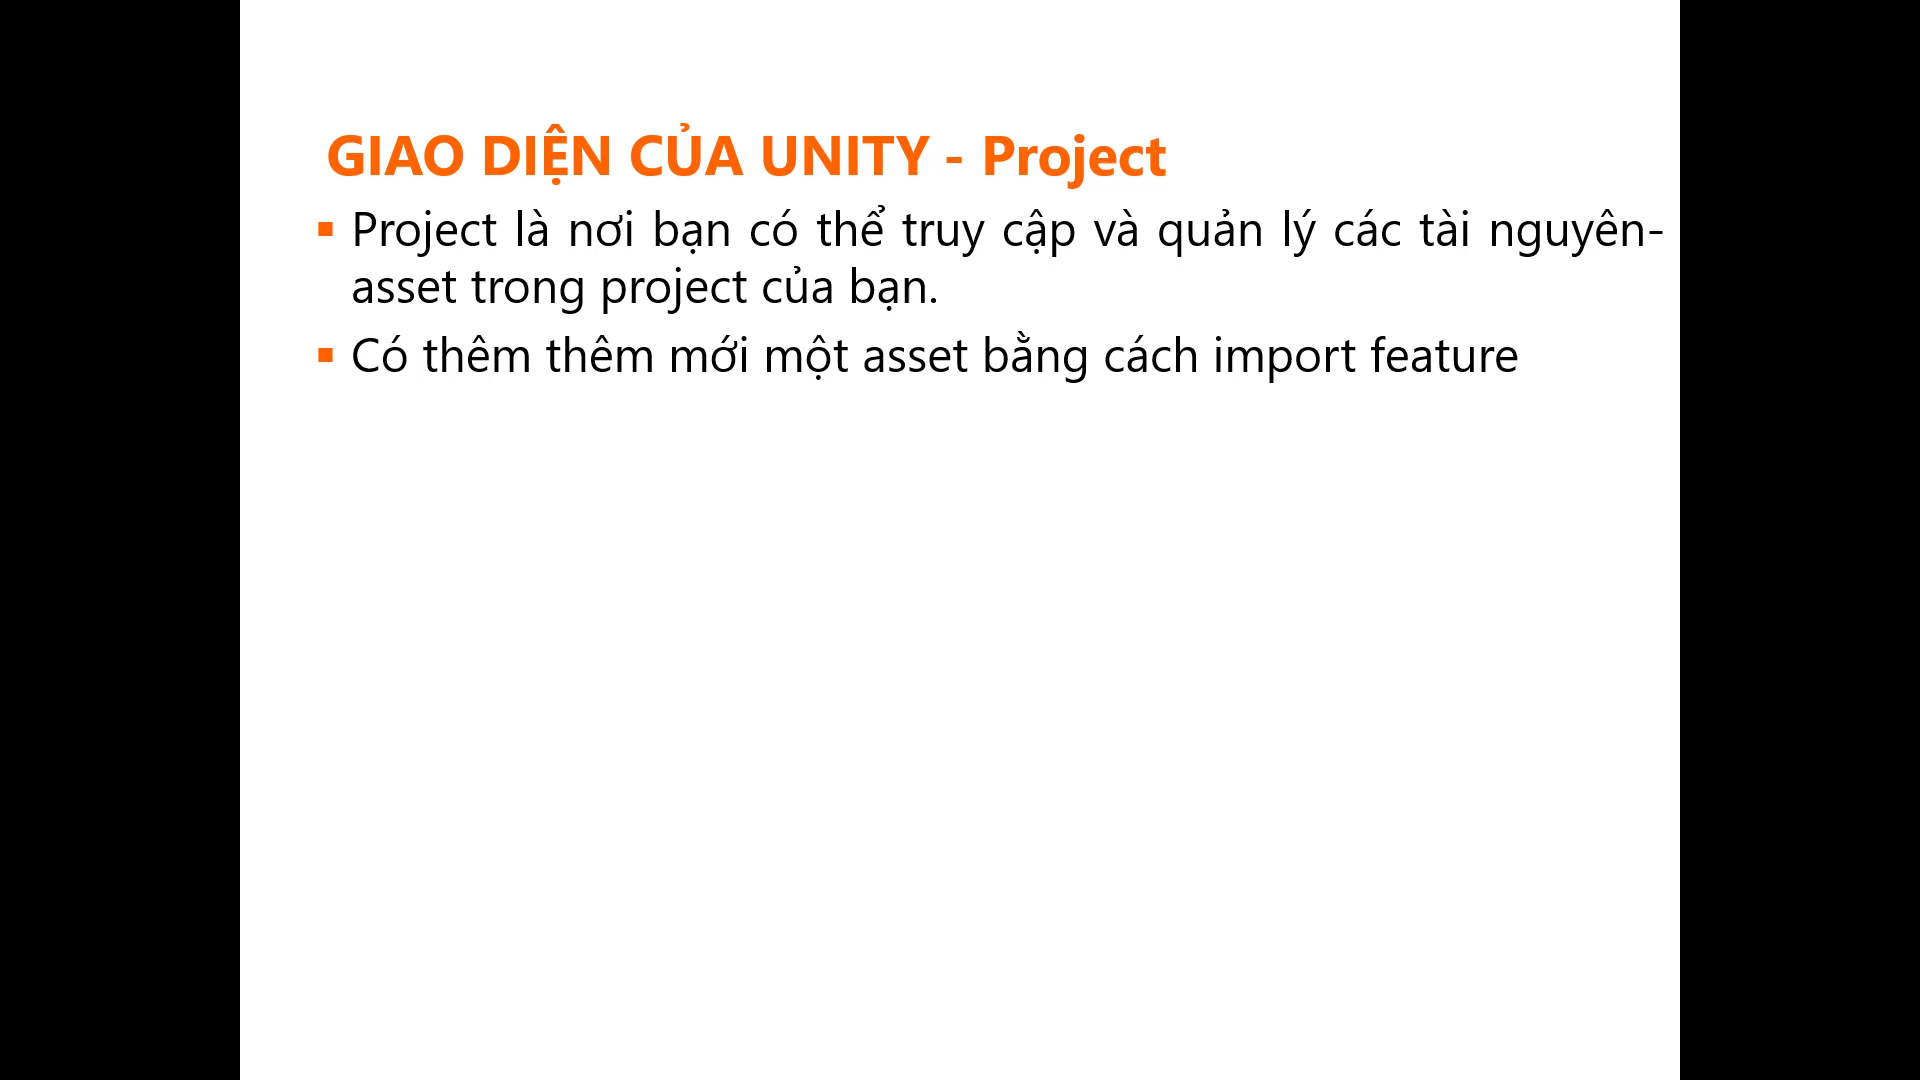 GIAO DIỆN CỦA UNITY - Project
▪ Project là nơi bạn có thể truy cập và quản lý các tài nguyên-
asset trong project của bạn.
▪ Có thêm thêm mới một asset bằng cách import feature